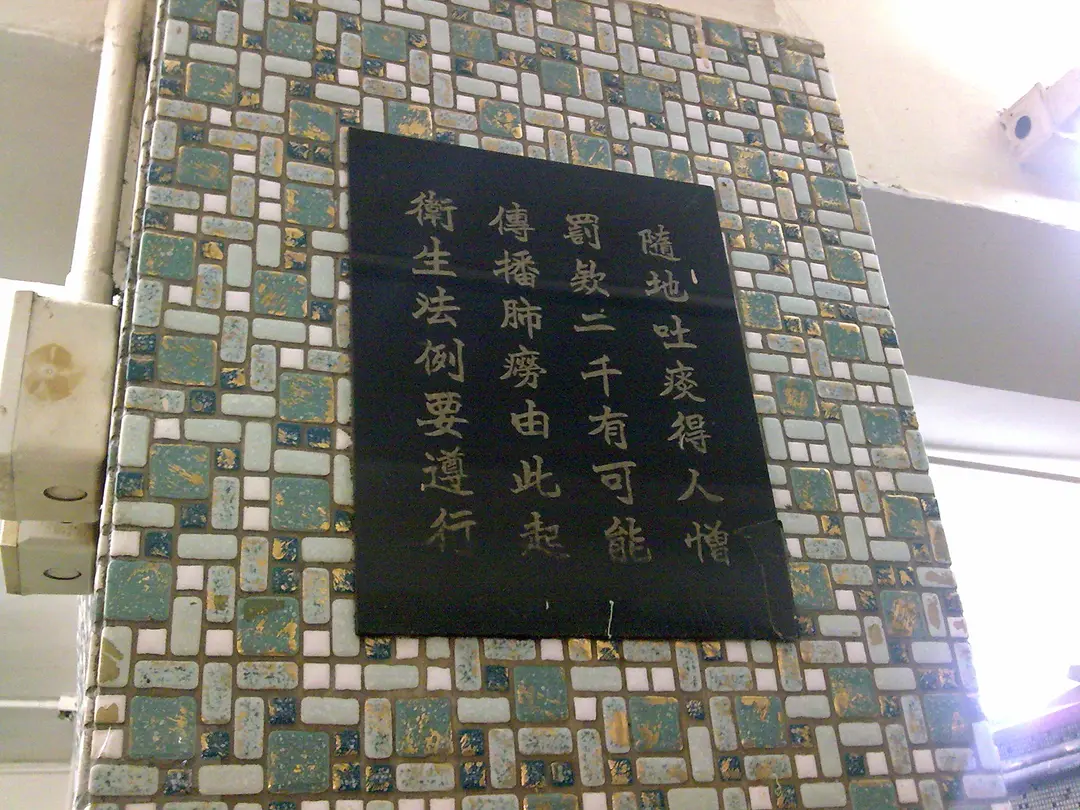 隨地吐痰得人憎
罰欵二千有可能
傳播肺癆由此起
衛生法例要遵行